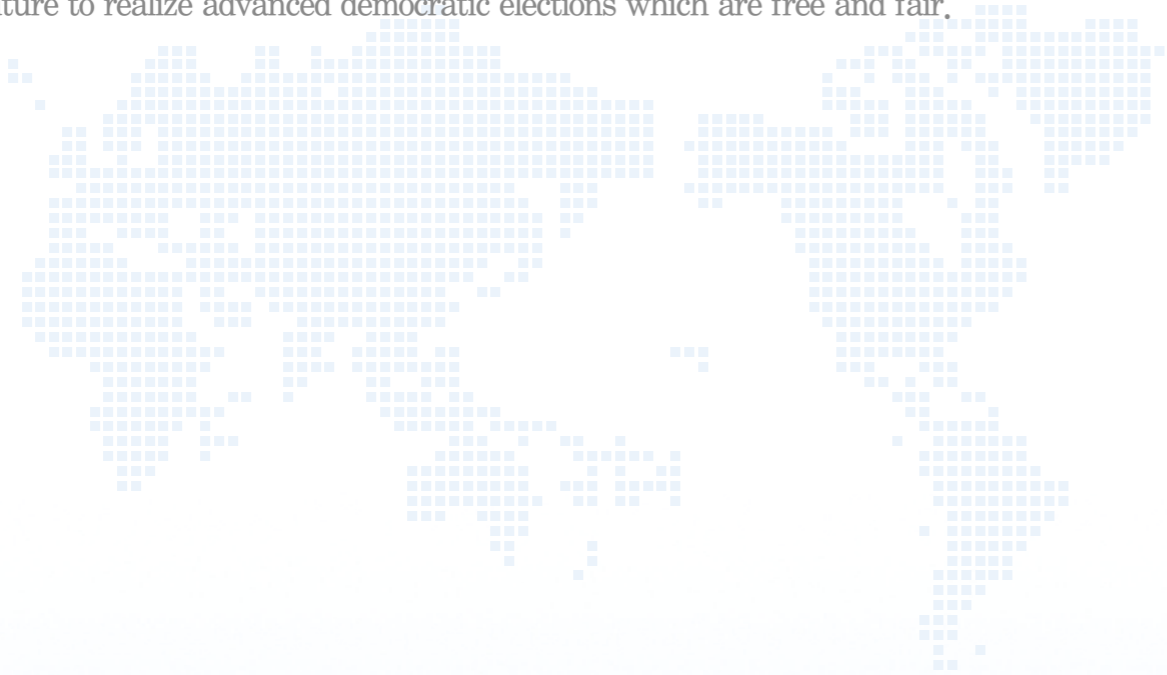 ture to realize advanced democratic elections which are free and fair.